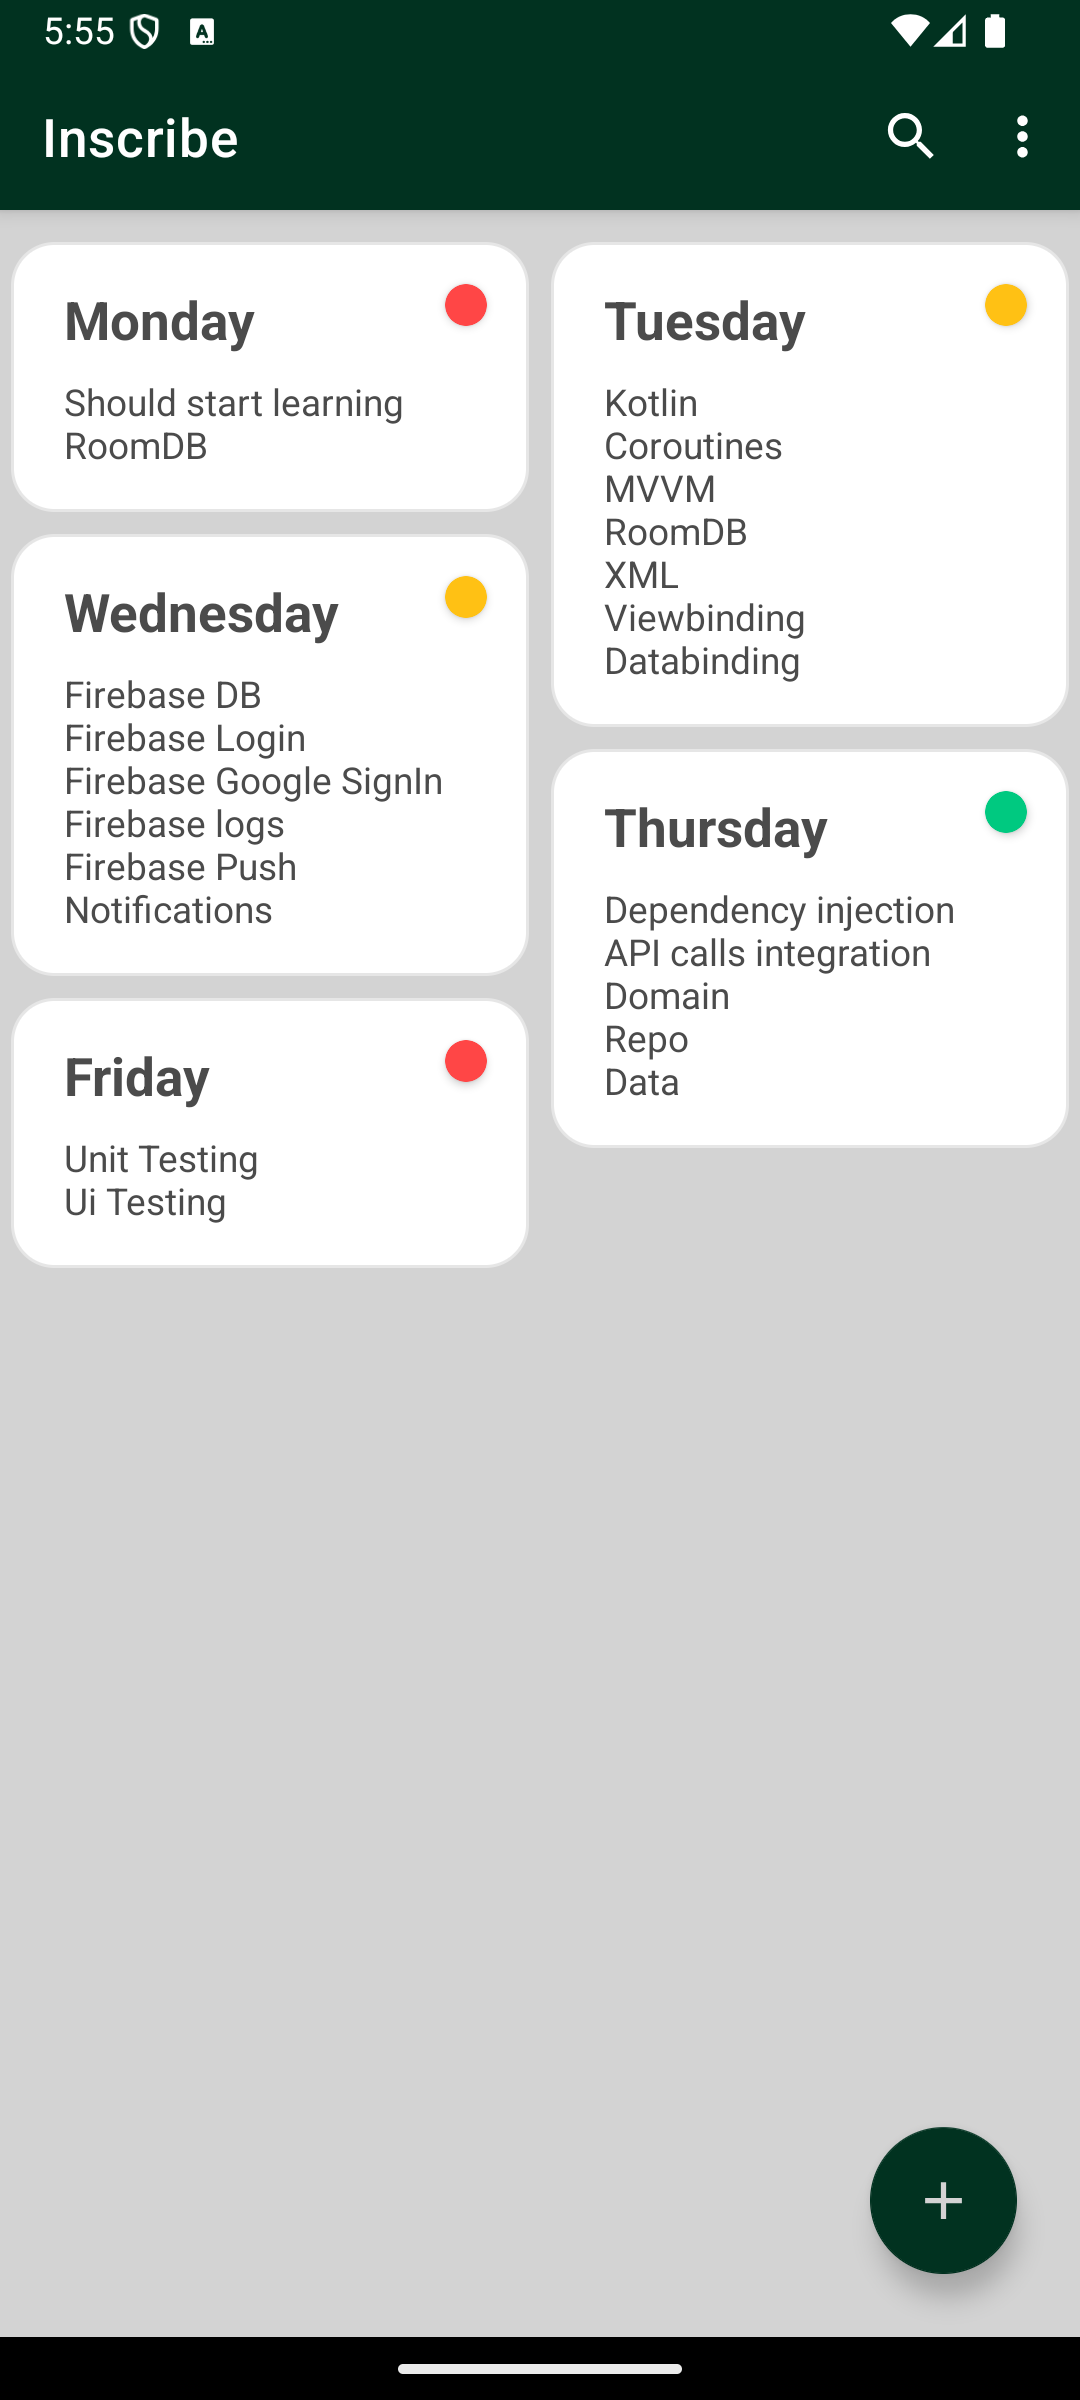 5:55
Inscribe
Monday
Should start learning
RoomDB
Tuesday
Kotlin
Coroutines
MVVM
RoomDB
XML
Viewbinding
Databinding
Wednesday
Firebase DB
Firebase Login
Firebase Google SignIn
Firebase logs
Firebase Push
Notifications
Thursday
Dependency injection
API calls integration
Domain
Repo
Data
Friday
Unit Testing
Ui Testing